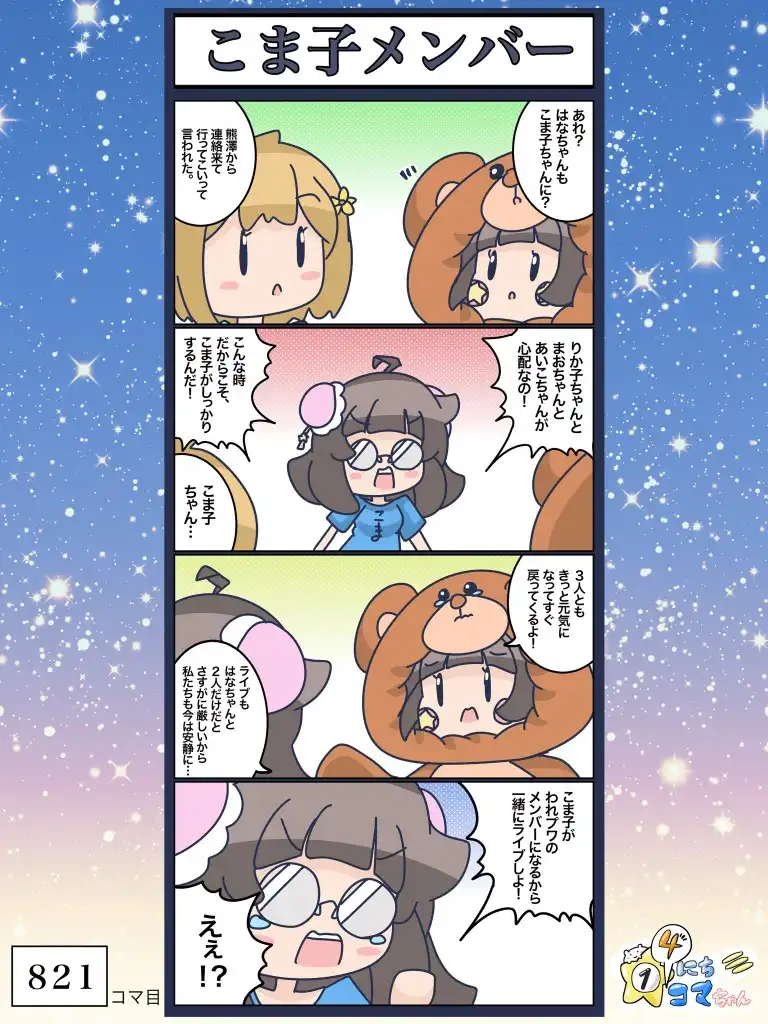 こま子メンバー
あれ?
はなちゃんも
こま子ちゃんに?
熊澤から
連絡来て
行ってこいって
言われた。
りか子ちゃんと
まおちゃんと
あいこちゃんが
心配なの!
こんな時
だからこそ、
こま子がしっかり
するんだ!
こま子
ちゃん…
こまよ
3人とも
きっと元気に
なってすぐ
戻ってくるよ!
ライブも
はなちゃんと
2人だけだと
さすがに厳しいから
私たちも今は安静に…
こま子が
われプワの
メンバーになるから
一緒にライブしよ!
えぇ!?
821
コマ目
1
4
にち
コマ
ちゃん